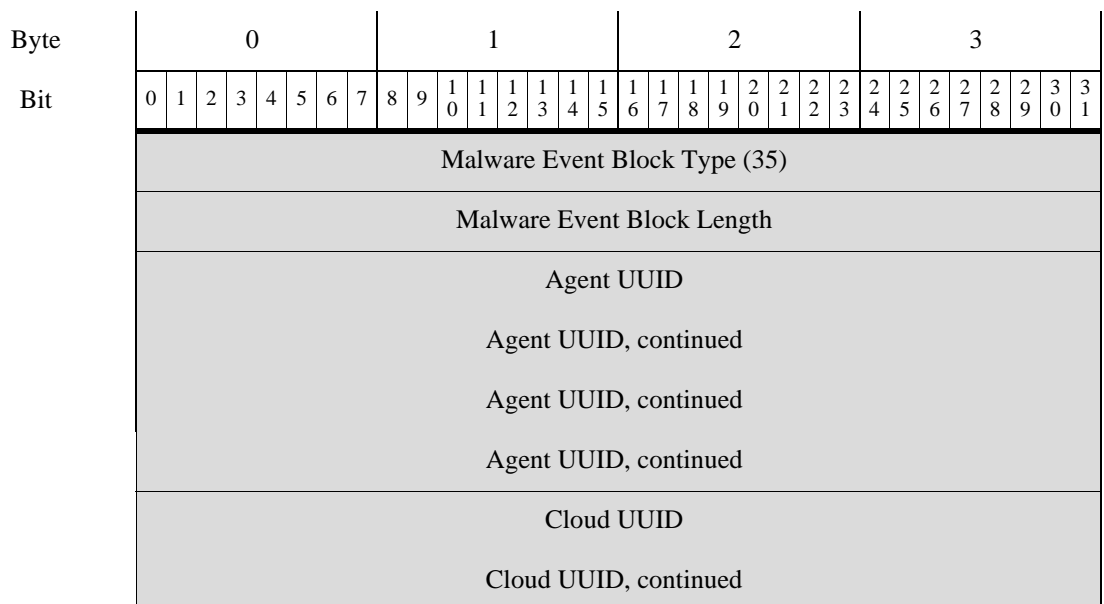 Byte 0 1 2 3
Bit 0 1 2 3 4 5 6 7 8 9 10 11 12 13 14 15 16 17 18 19 20 21 22 23 24 25 26 27 28 29 30 31
Malware Event Block Type (35)
Malware Event Block Length
Agent UUID
Agent UUID, continued
Agent UUID, continued
Agent UUID, continued
Cloud UUID
Cloud UUID, continued